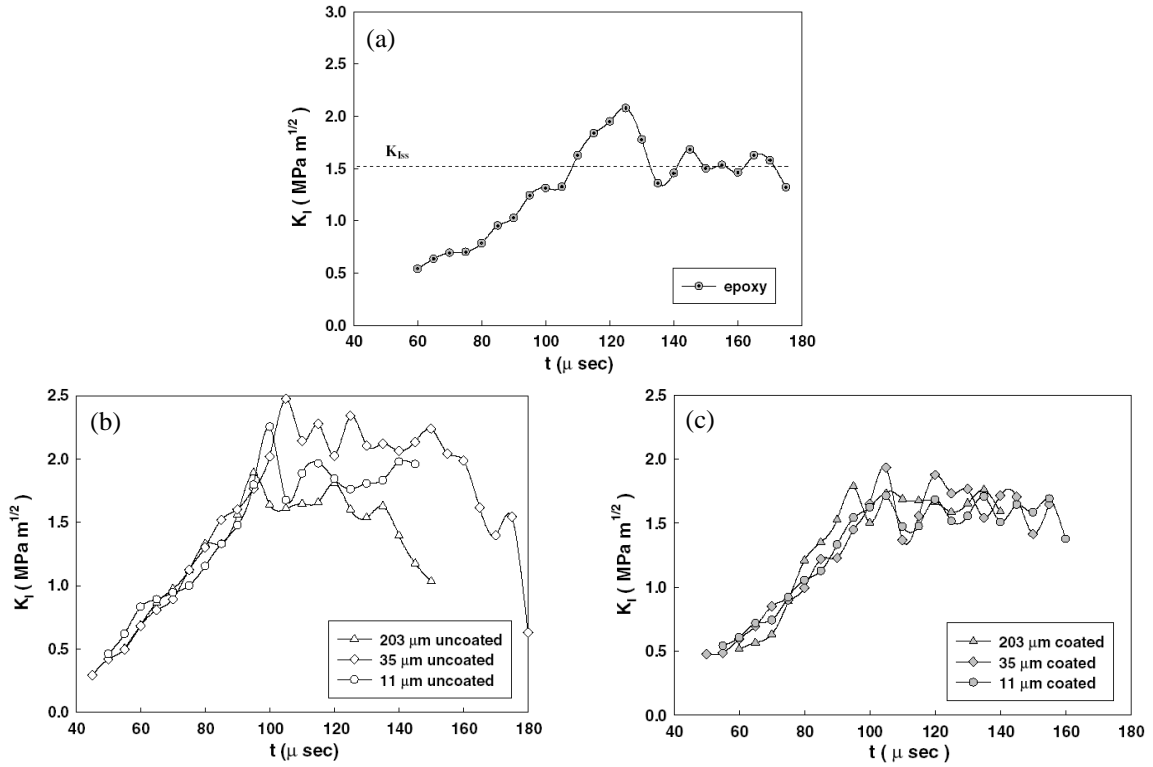 (a)
3.0
2.5
2.0
1.5
1.0
0.5
0.0
K_I ( MPa m^1/2)
K_Iss
epoxy
40 60 80 100 120 140 160 180
t (μ sec)
(b)
2.5
2.0
1.5
1.0
0.5
0.0
K_I ( MPa m^1/2)
203 μm uncoated
35 μm uncoated
11 μm uncoated
40 60 80 100 120 140 160 180
t (μ sec)
(c)
2.5
2.0
1.5
1.0
0.5
0.0
K_I ( MPa m^1/2)
203 μm coated
35 μm coated
11 μm coated
40 60 80 100 120 140 160 180
t (μ sec )